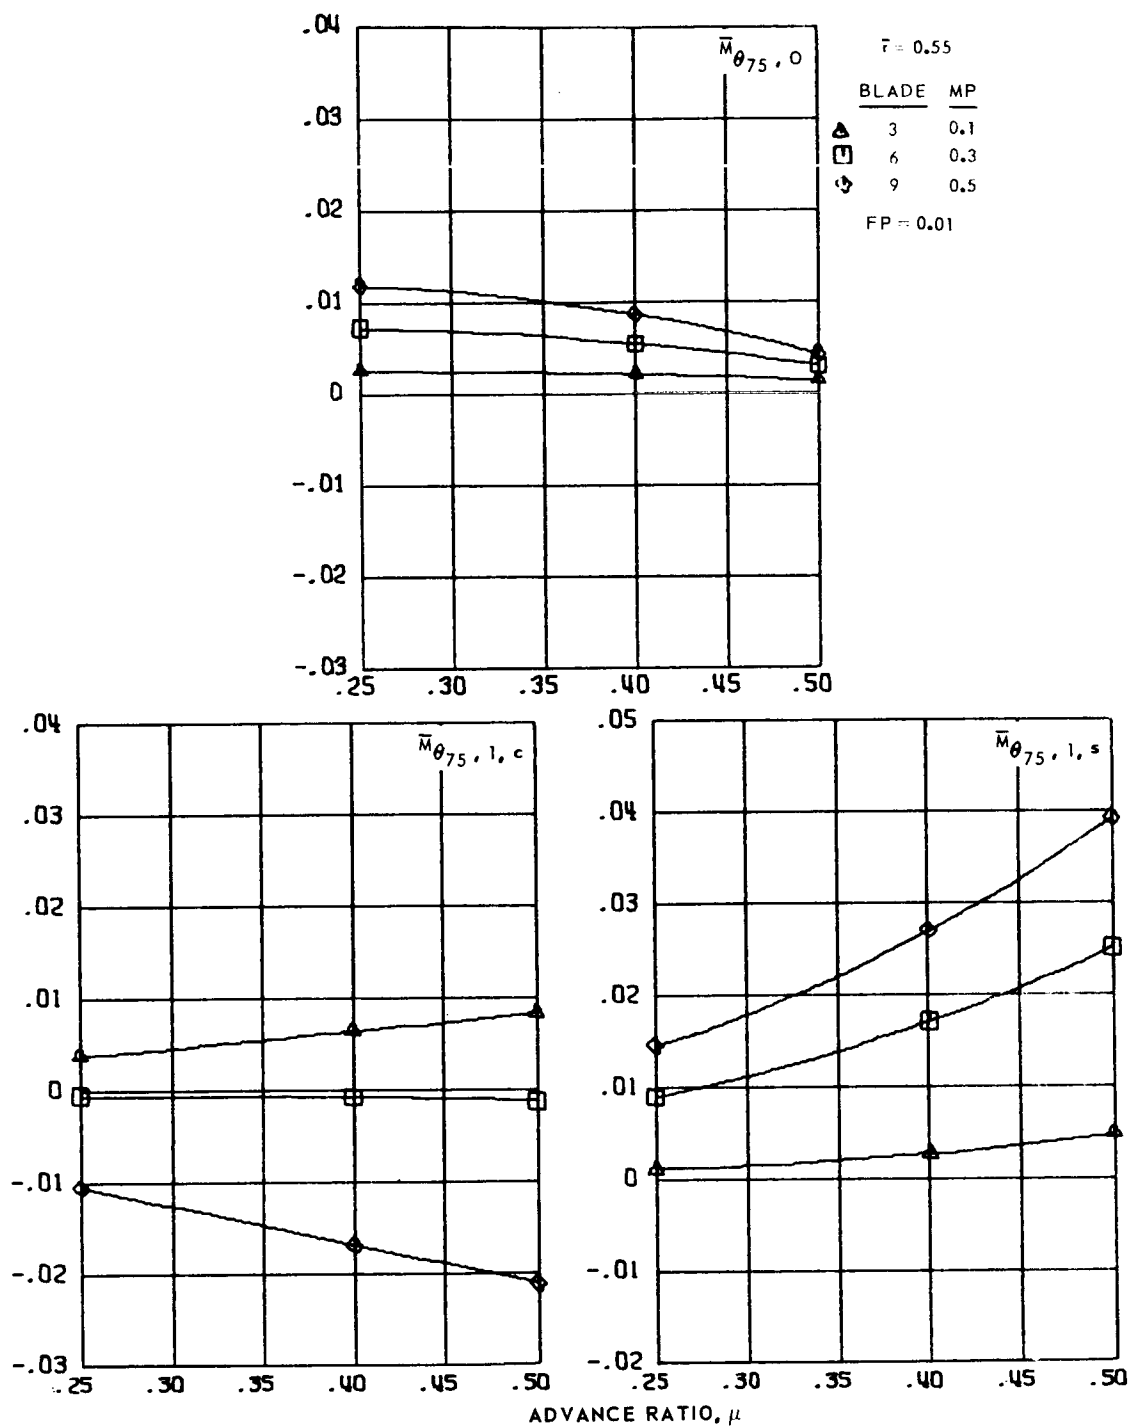 .04
.03
.02
.01
0
-.01
-.02
-.03
.25 .30 .35 .40 .45 .50
M̅θ75, 0
r̅ = 0.55
BLADE MP
3 0.1
6 0.3
9 0.5
FP = 0.01
.04
.03
.02
.01
0
-.01
-.02
-.03
.25 .30 .35 .40 .45 .50
M̅θ75, 1, c
.05
.04
.03
.02
.01
0
-.01
-.02
.25 .30 .35 .40 .45 .50
M̅θ75, 1, s
ADVANCE RATIO, μ